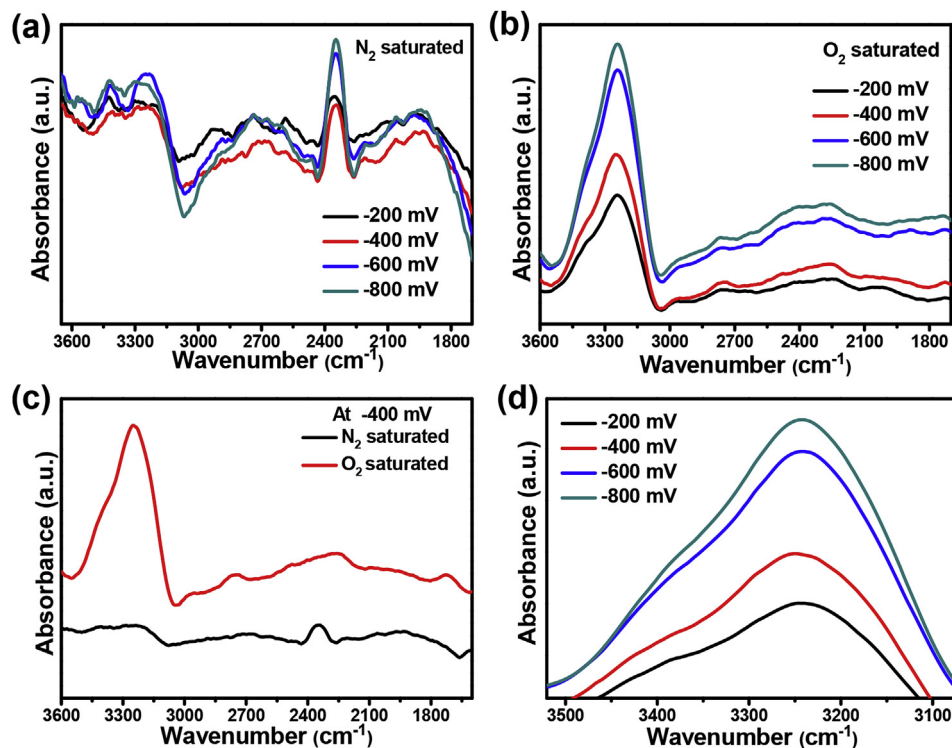 (a)
N2 saturated
-200 mV
-400 mV
-600 mV
-800 mV
Absorbance (a.u.)
3600 3300 3000 2700 2400 2100 1800
Wavenumber (cm-1)
(b)
O2 saturated
-200 mV
-400 mV
-600 mV
-800 mV
Absorbance (a.u.)
3600 3300 3000 2700 2400 2100 1800
Wavenumber (cm-1)
(c)
At -400 mV
N2 saturated
O2 saturated
Absorbance (a.u.)
3600 3300 3000 2700 2400 2100 1800
Wavenumber (cm-1)
(d)
-200 mV
-400 mV
-600 mV
-800 mV
Absorbance (a.u.)
3500 3400 3300 3200 3100
Wavenumber (cm-1)